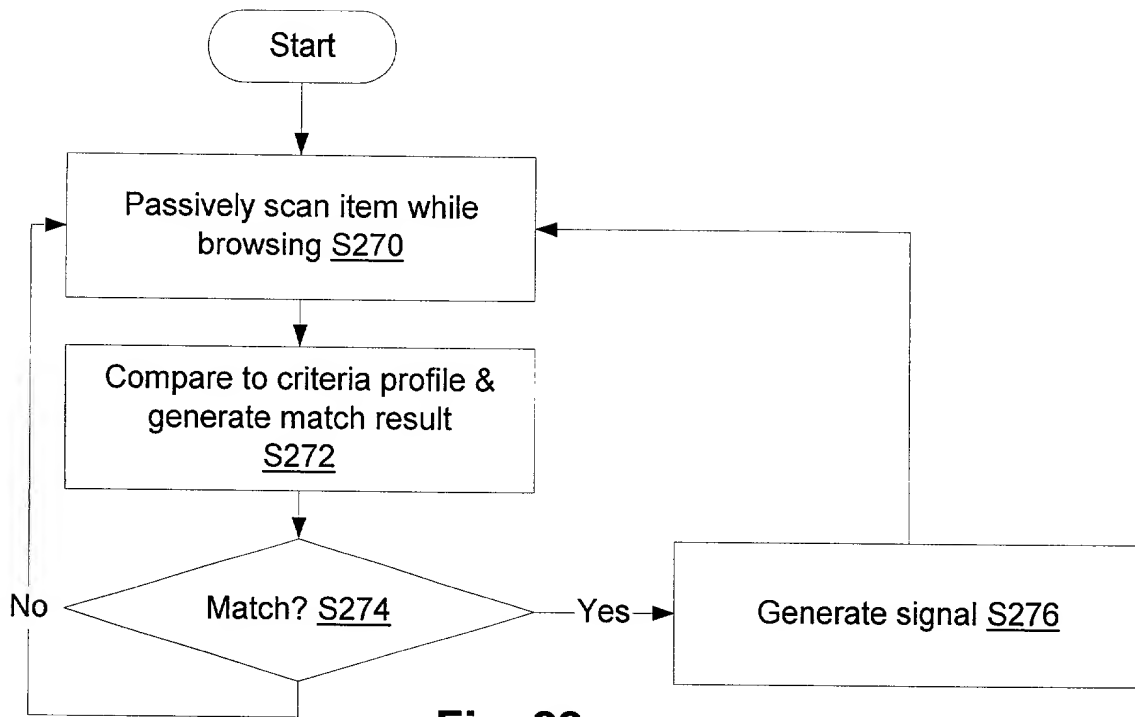 Start
Passively scan item while
browsing S270
Compare to criteria profile &
generate match result
S272
Match? S274
No
Yes
Generate signal S276